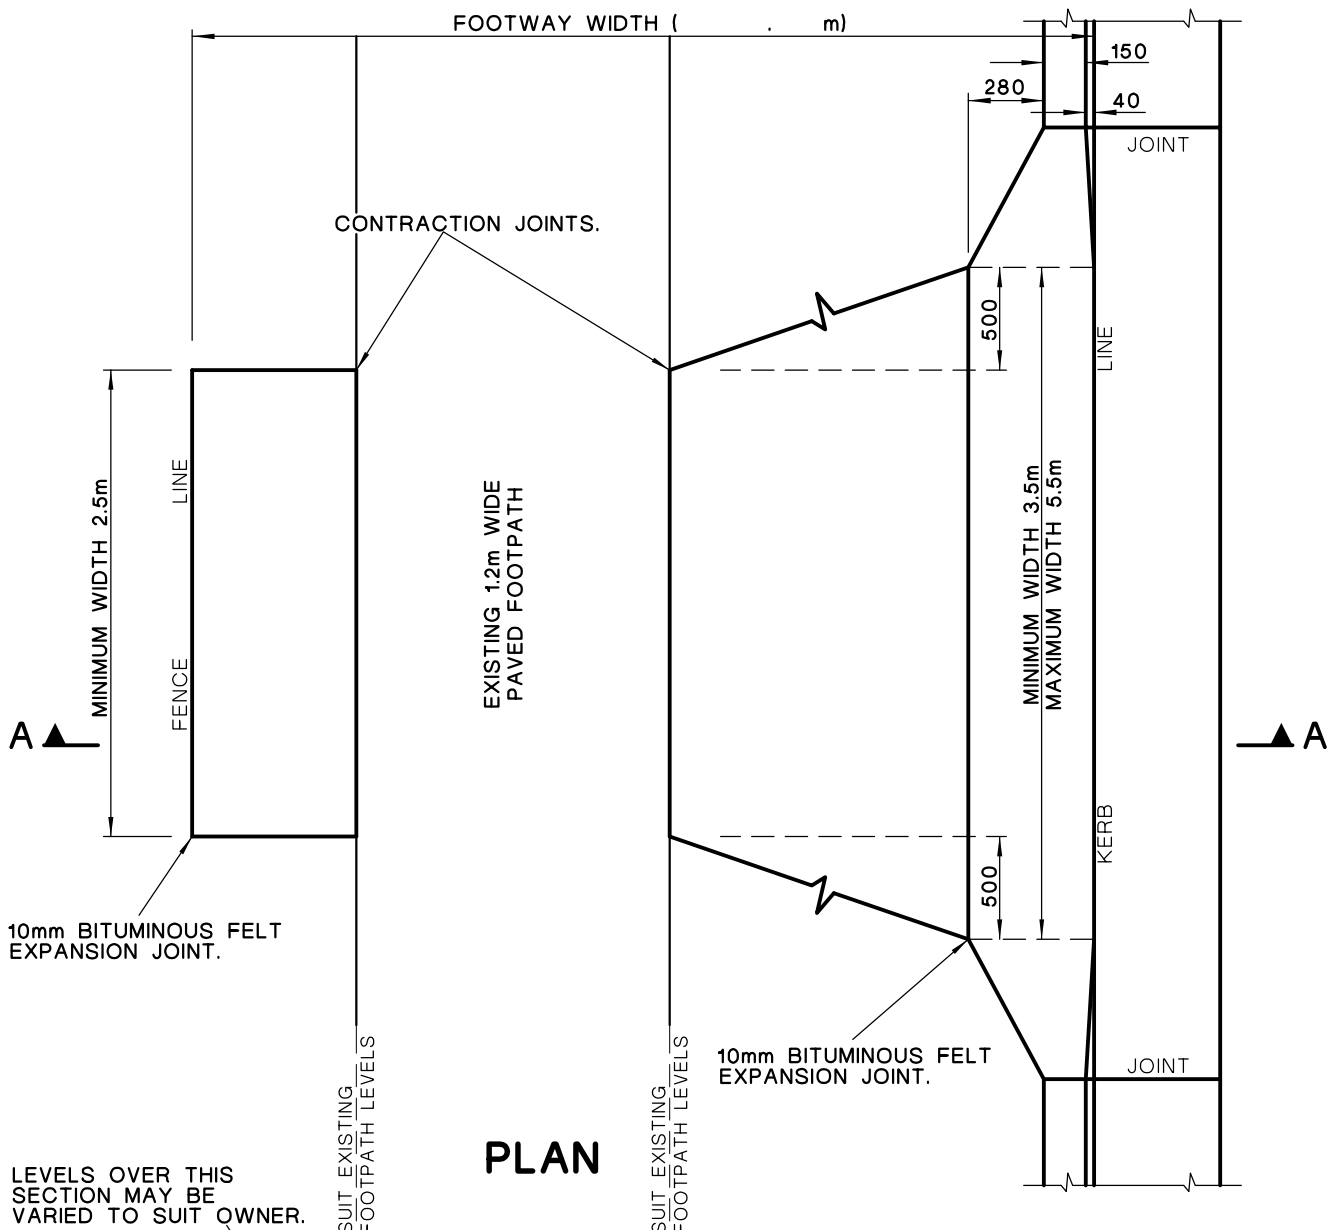 FOOTWAY WIDTH ( . m)
150
280
40
JOINT
CONTRACTION JOINTS.
500
LINE
MINIMUM WIDTH 2.5m
LINE
FENCE
EXISTING 1.2m WIDE
PAVED FOOTPATH
MINIMUM WIDTH 3.5m
MAXIMUM WIDTH 5.5m
A
A
KERB
500
10mm BITUMINOUS FELT
EXPANSION JOINT.
10mm BITUMINOUS FELT
EXPANSION JOINT.
JOINT
SUIT EXISTING
FOOTPATH LEVELS
SUIT EXISTING
FOOTPATH LEVELS
PLAN
LEVELS OVER THIS
SECTION MAY BE
VARIED TO SUIT OWNER.